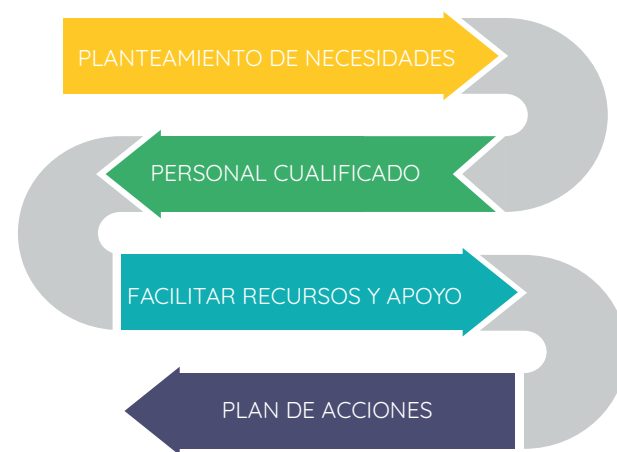 PLANTEAMIENTO DE NECESIDADES
PERSONAL CUALIFICADO
FACILITAR RECURSOS Y APOYO
PLAN DE ACCIONES